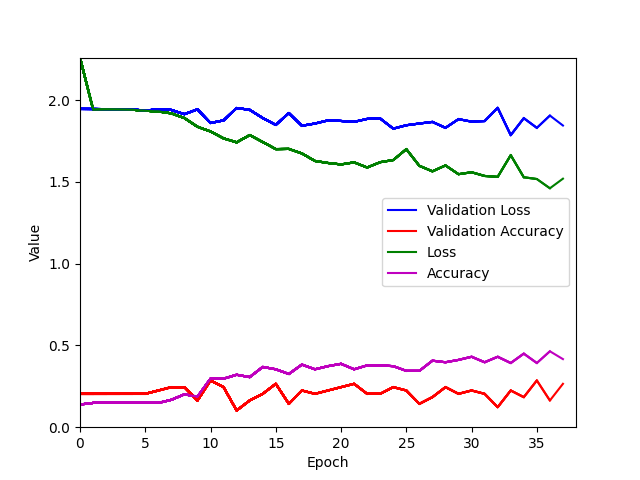 2.0
1.5
1.0
0.5
0.0
Value
Validation Loss
Validation Accuracy
Loss
Accuracy
0 5 10 15 20 25 30 35
Epoch